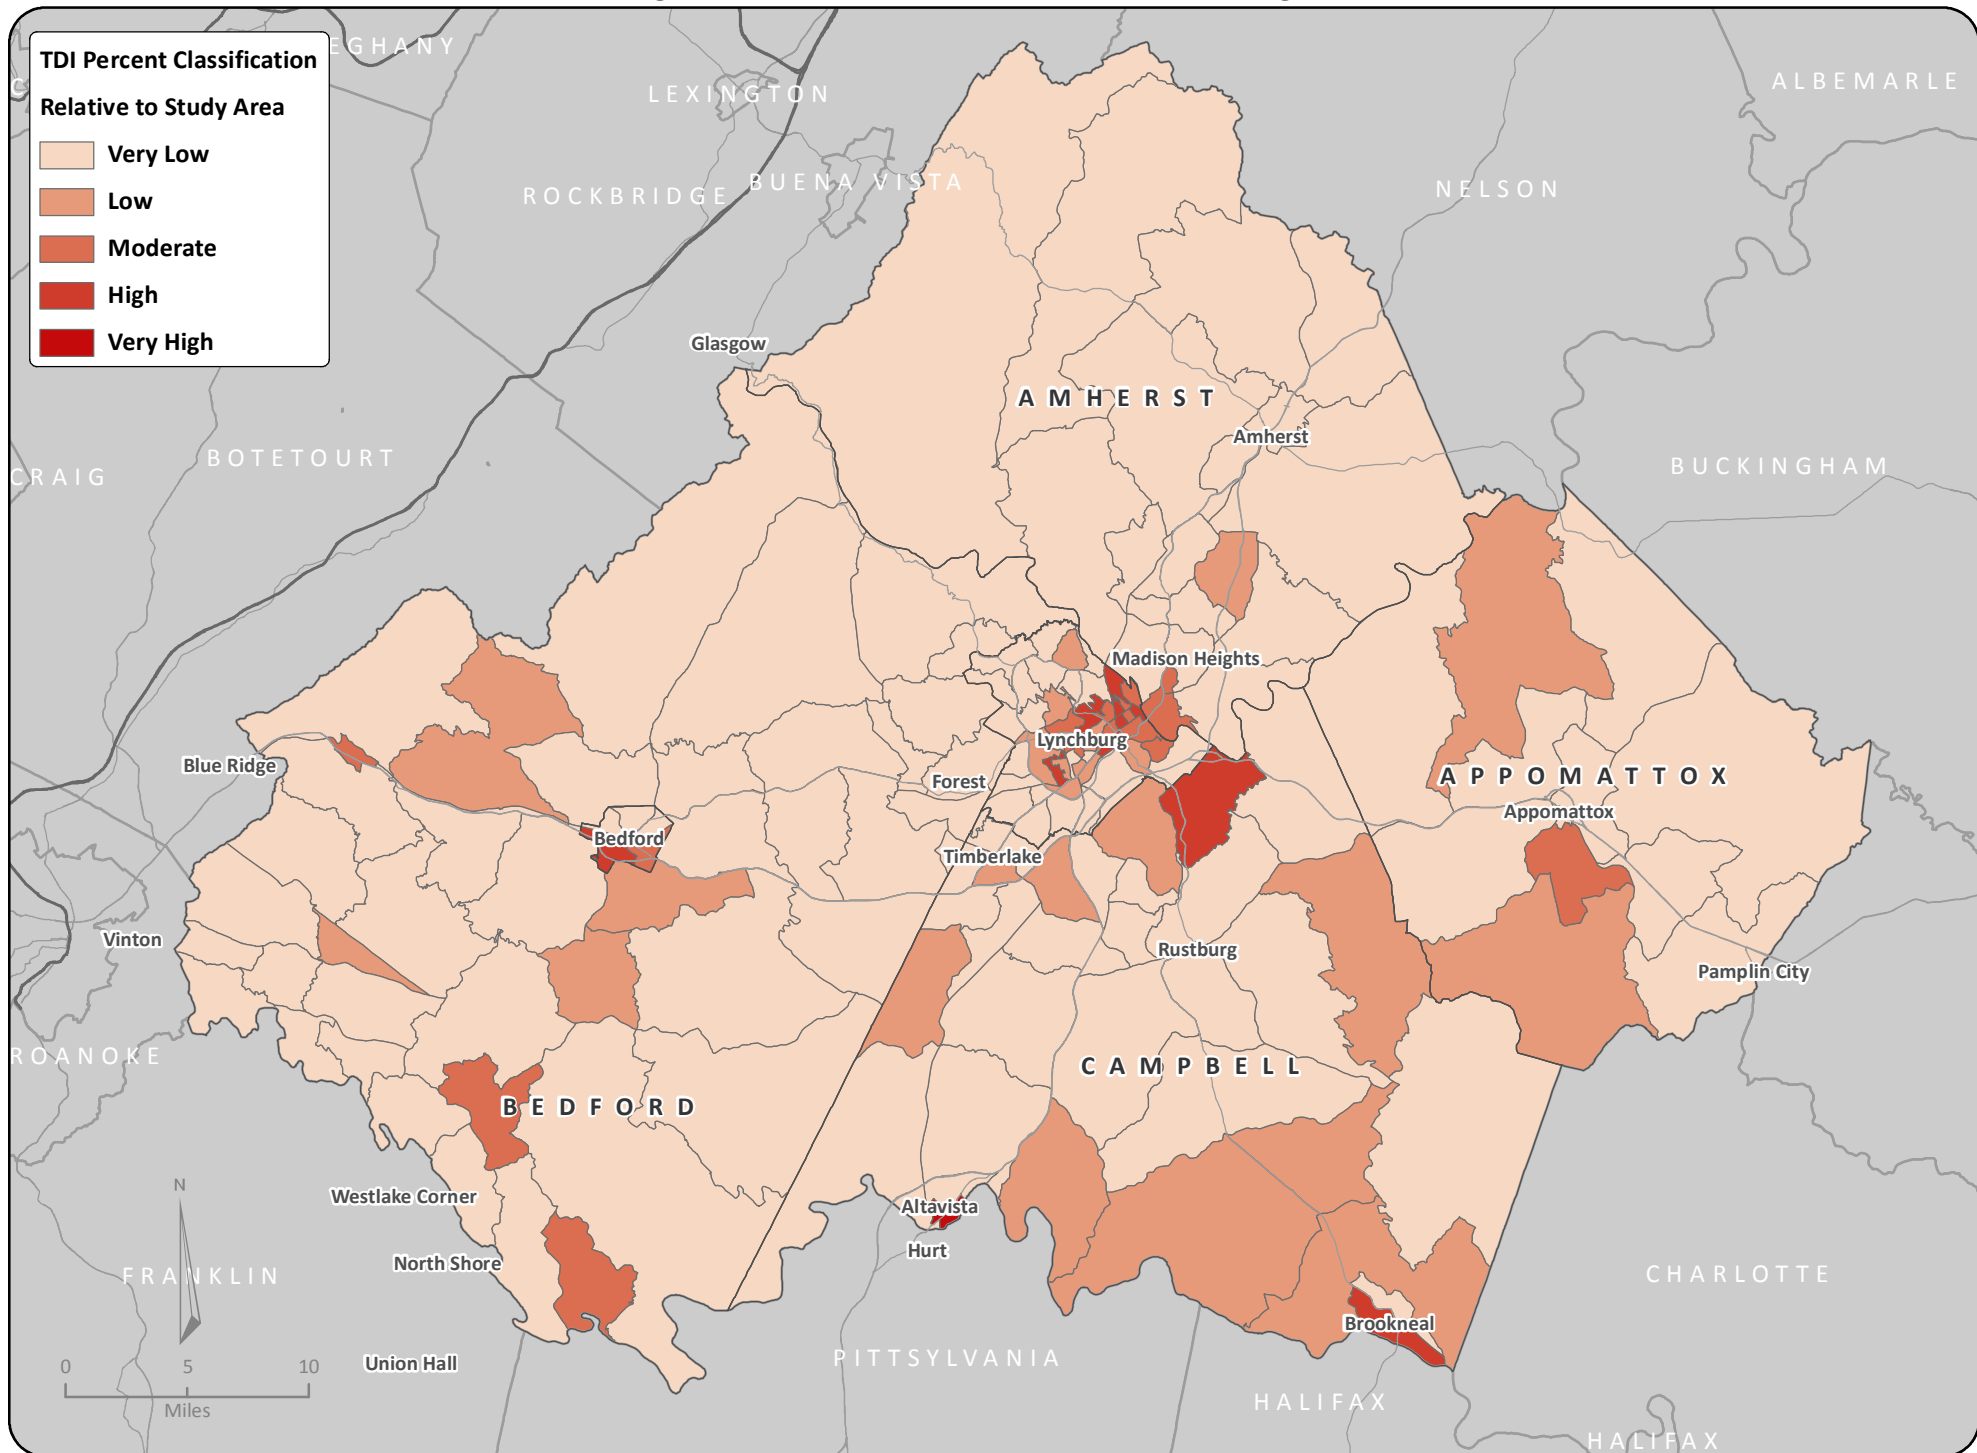 TDI Percent Classification
Relative to Study Area
Very Low
Low
Moderate
High
Very High
EGHANY
C
LEXINGTON
ALBEMARLE
ROCKBRIDGE
BUENA VISTA
NELSON
Glasgow
AMHERST
Amherst
BOTETOURT
CRAIG
BUCKINGHAM
Madison Heights
Lynchburg
Blue Ridge
Forest
APPOMATTOX
Appomattox
Bedford
Timberlake
Vinton
Rustburg
Pamplin City
ROANOKE
CAMPBELL
BEDFORD
N
Westlake Corner
Altavista
North Shore
Hurt
FRANKLIN
CHARLOTTE
Brookneal
Union Hall
PITTSYLVANIA
0 5 10
Miles
HALIFAX
HALIFAX